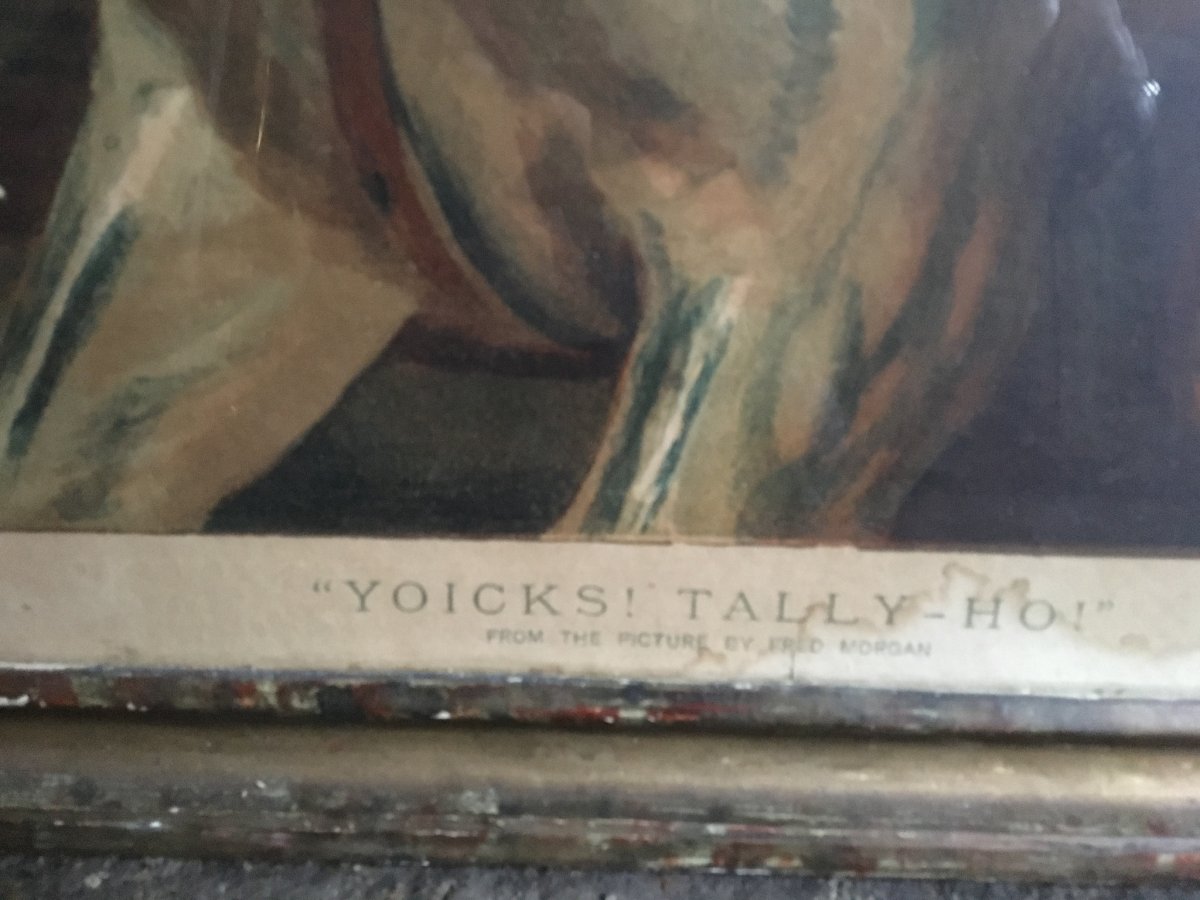 “YOICKS! TALLY-HO!”
FROM THE PICTURE BY FRED MORGAN